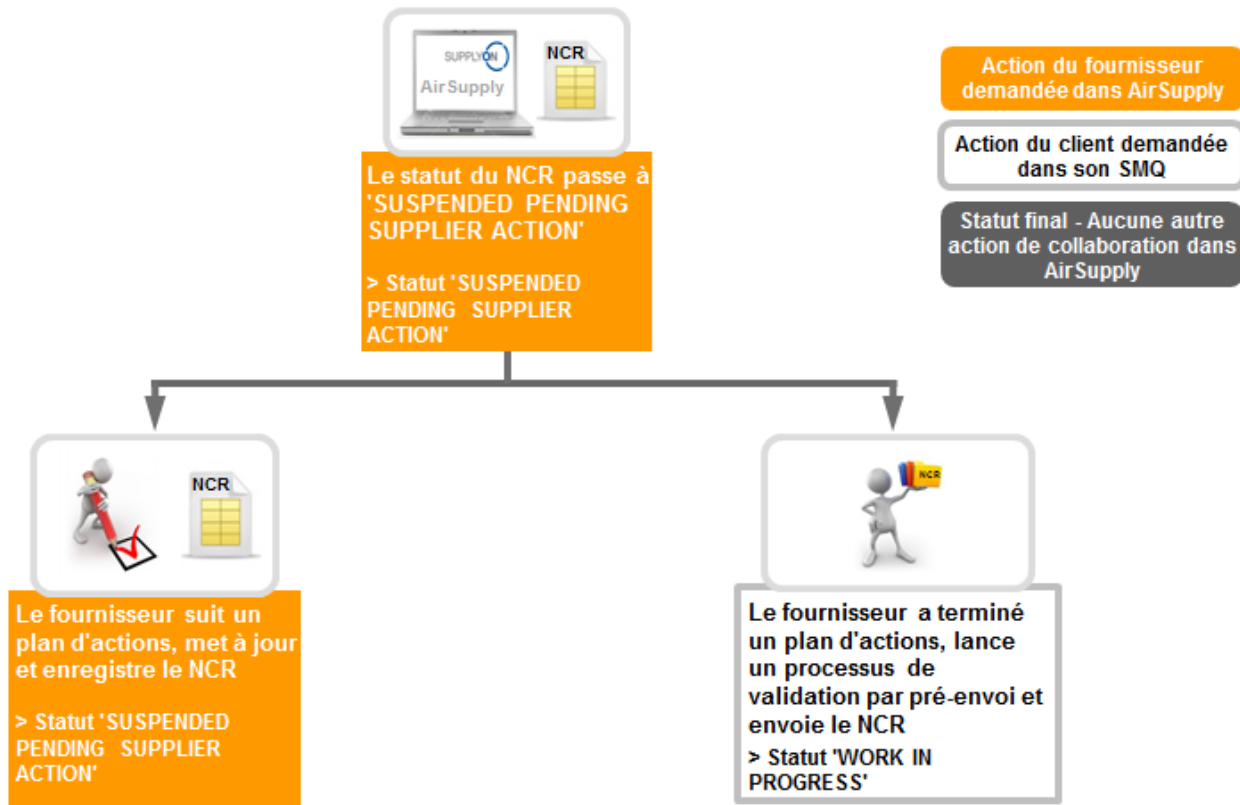 SUPPLYON
AirSupply
NCR
Le statut du NCR passe à
'SUSPENDED PENDING
SUPPLIER ACTION'
> Statut 'SUSPENDED
PENDING SUPPLIER
ACTION'
Action du fournisseur
demandée dans AirSupply
Action du client demandée
dans son SMQ
Statut final - Aucune autre
action de collaboration dans
AirSupply
NCR
Le fournisseur suit un
plan d'actions, met à jour
et enregistre le NCR
> Statut 'SUSPENDED
PENDING SUPPLIER
ACTION'
NCR
Le fournisseur a terminé
un plan d'actions, lance
un processus de
validation par pré-envoi et
envoie le NCR
> Statut 'WORK IN
PROGRESS'